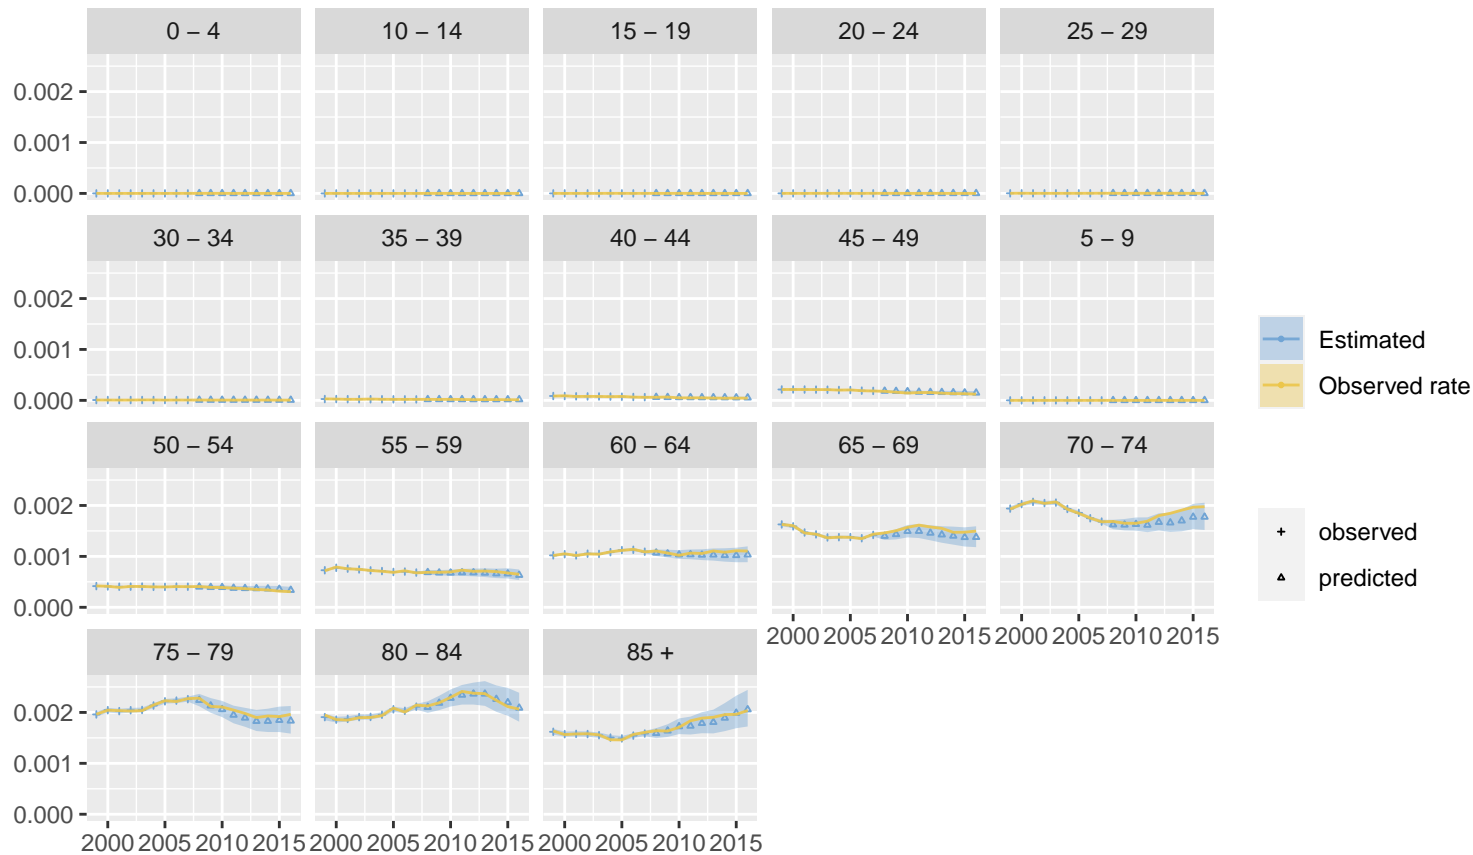 0 – 4
10 – 14
15 – 19
20 – 24
25 – 29
0.002
0.001
0.000
30 – 34
35 – 39
40 – 44
45 – 49
5 – 9
0.002
0.001
0.000
50 – 54
55 – 59
60 – 64
65 – 69
70 – 74
0.002
0.001
0.000
2000 2005 2010 2015
2000 2005 2010 2015
75 – 79
80 – 84
85 +
0.002
0.001
0.000
2000 2005 2010 2015
2000 2005 2010 2015
2000 2005 2010 2015
Estimated
Observed rate
observed
predicted